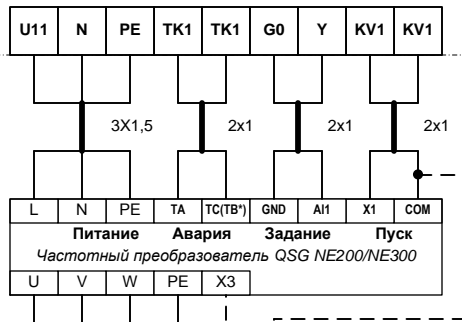 U11 N PE TK1 TK1 G0 Y KV1 KV1
3X1,5 2x1 2x1 2x1
L N PE TA TC(TB*) GND AI1 X1 COM
Питание Авария Задание Пуск
Частотный преобразователь QSG NE200/NE300
U V W PE X3